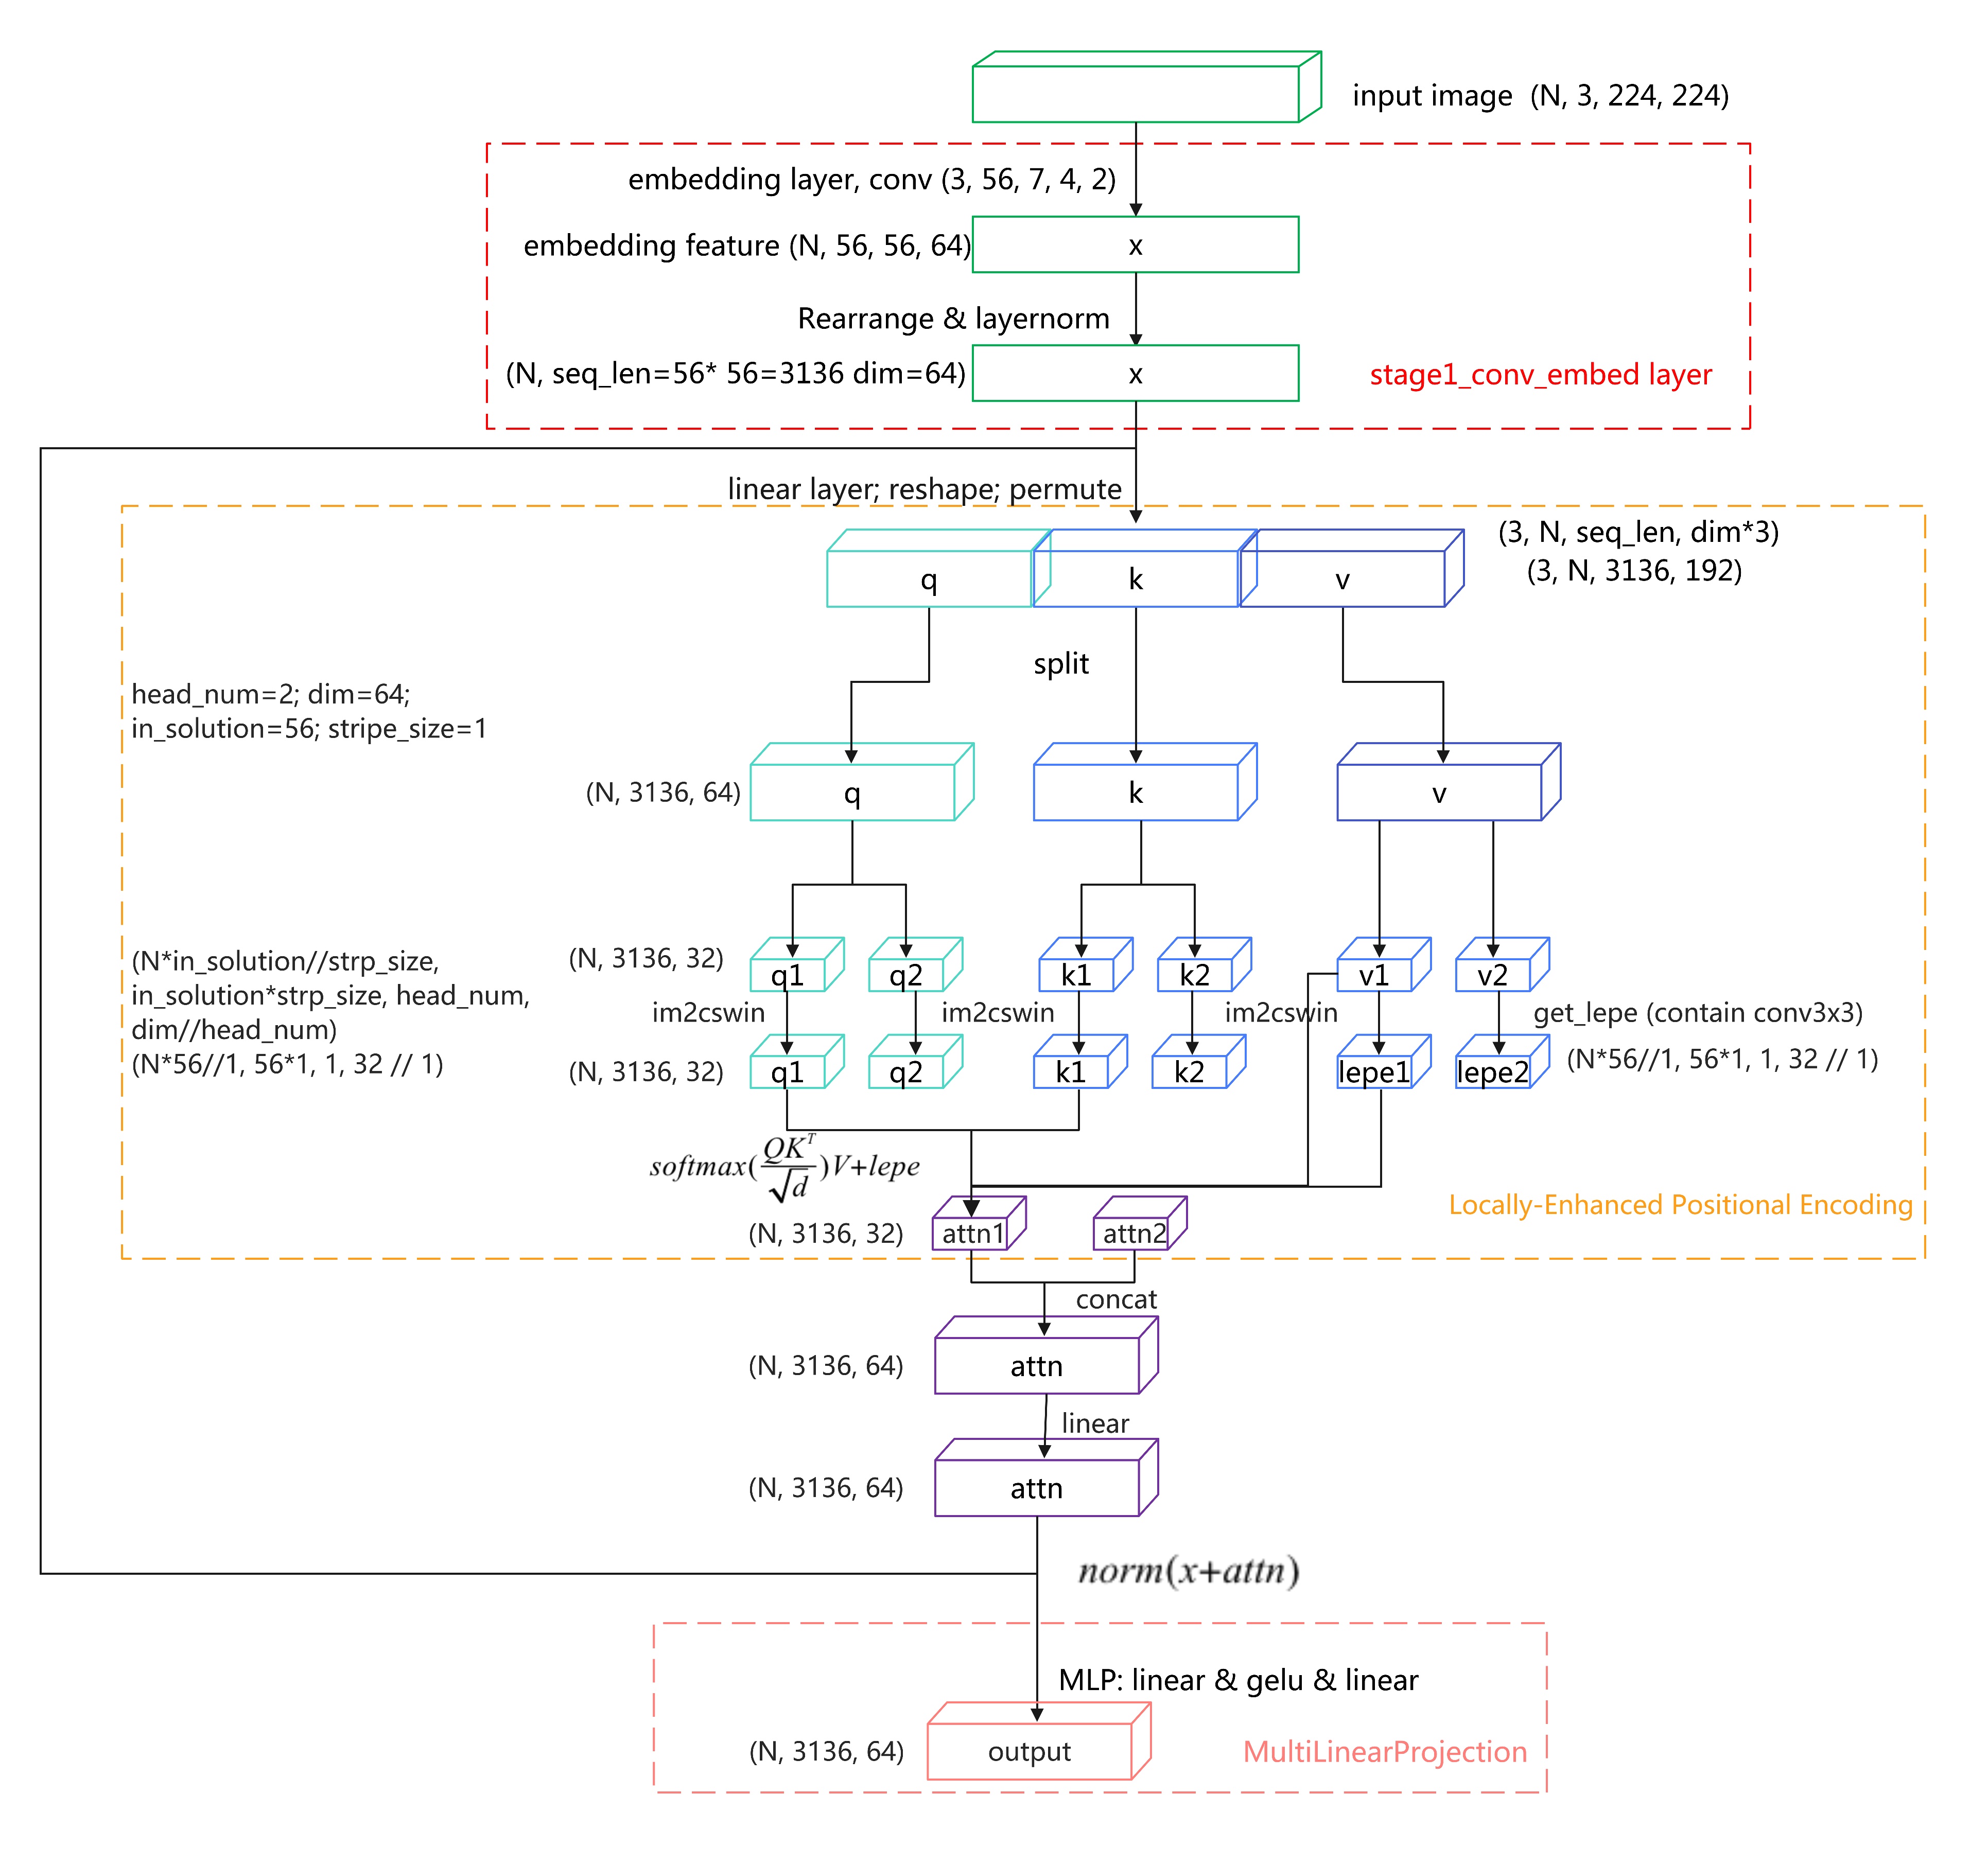 input image (N, 3, 224, 224)
embedding layer, conv (3, 56, 7, 4, 2)
embedding feature (N, 56, 56, 64)
x
Rearrange & layernorm
(N, seq_len=56* 56=3136 dim=64)
x
stage1_conv_embed layer
linear layer; reshape; permute
(3, N, seq_len, dim*3)
(3, N, 3136, 192)
q
k
v
split
head_num=2; dim=64;
in_solution=56; stripe_size=1
(N, 3136, 64)
q
k
v
(N*in_solution//strp_size,
in_solution*strp_size, head_num,
dim//head_num)
(N*56//1, 56*1, 1, 32 // 1)
(N, 3136, 32)
q1
q2
k1
k2
v1
v2
im2cswin
im2cswin
im2cswin
get_lepe (contain conv3x3)
(N, 3136, 32)
q1
q2
k1
k2
lepe1
lepe2
(N*56//1, 56*1, 1, 32 // 1)
softmax(QK^T/√d)V+lepe
Locally-Enhanced Positional Encoding
(N, 3136, 32)
attn1
attn2
concat
(N, 3136, 64)
attn
linear
(N, 3136, 64)
attn
norm(x+attn)
MLP: linear & gelu & linear
(N, 3136, 64)
output
MultiLinearProjection